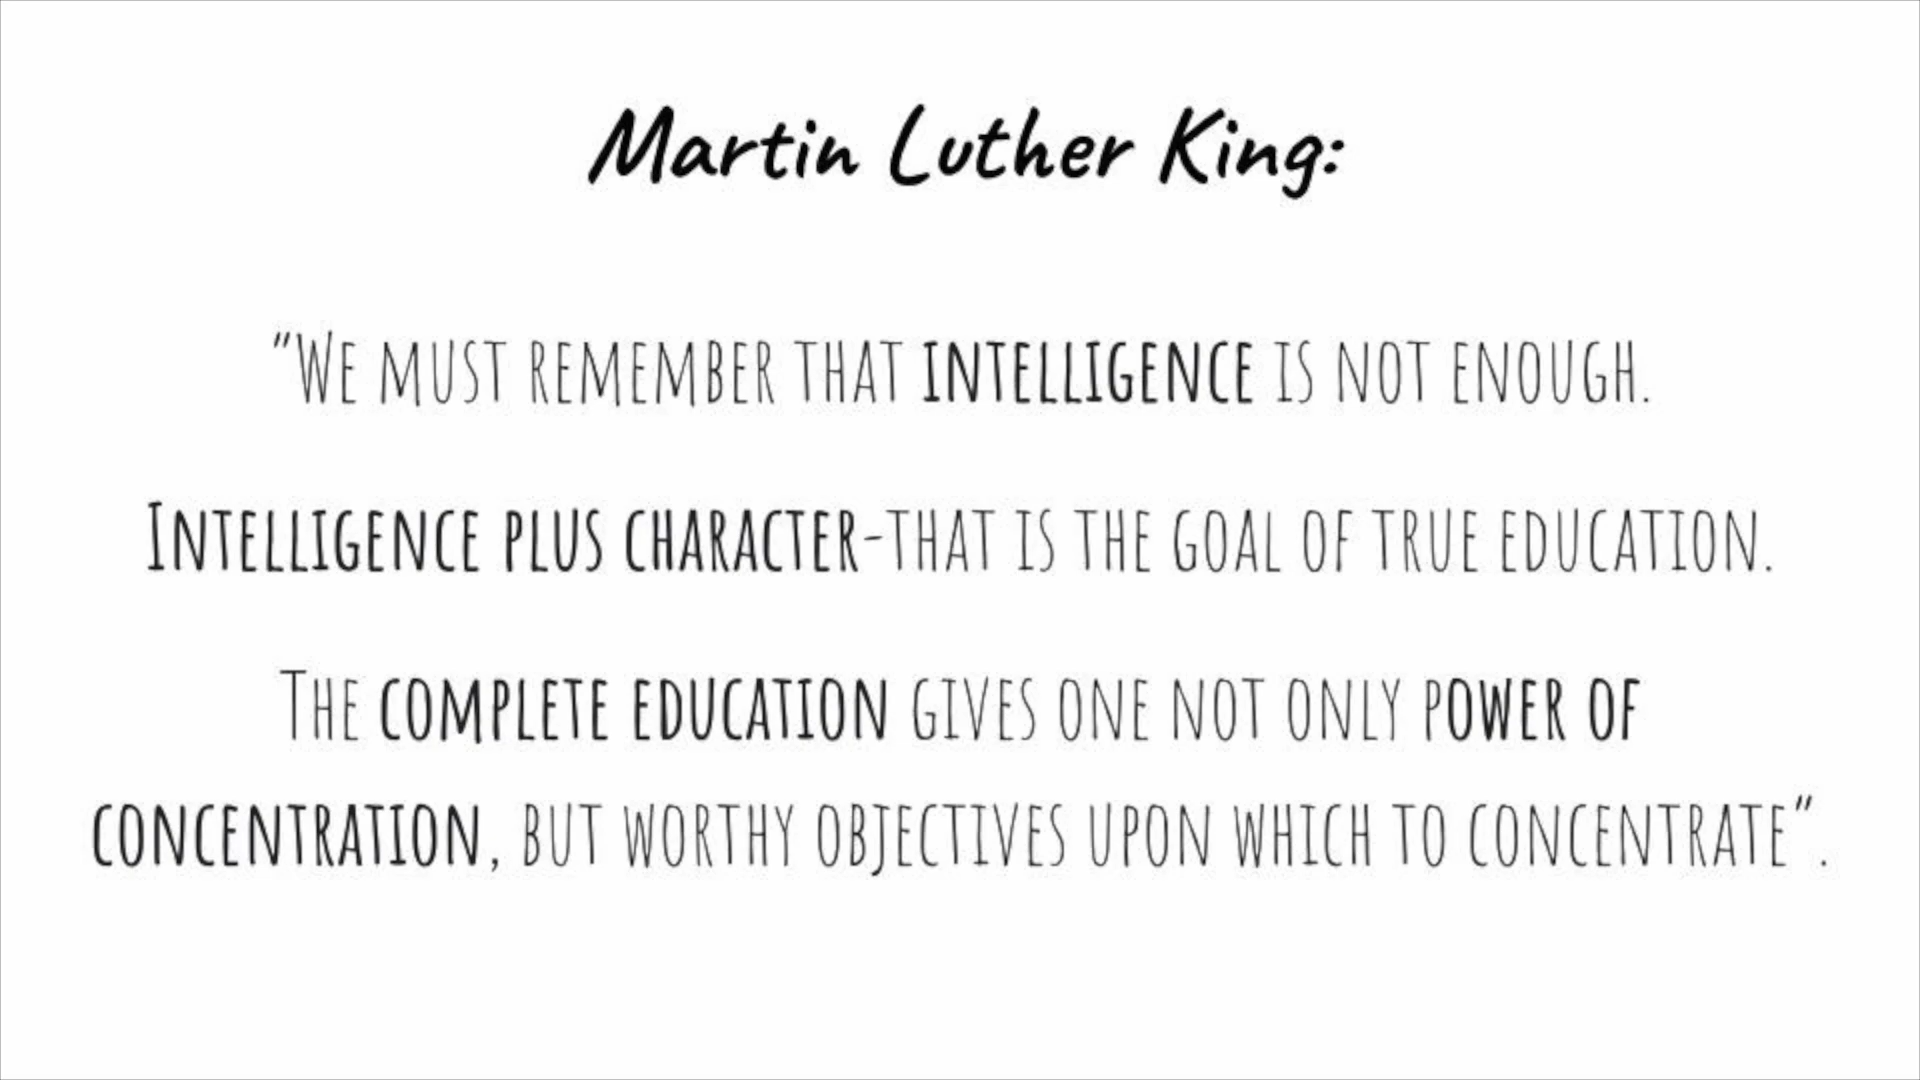 Martin Luther King:
"We must remember that intelligence is not enough.
Intelligence plus character-that is the goal of true education.
The complete education gives one not only power of
concentration, but worthy objectives upon which to concentrate".